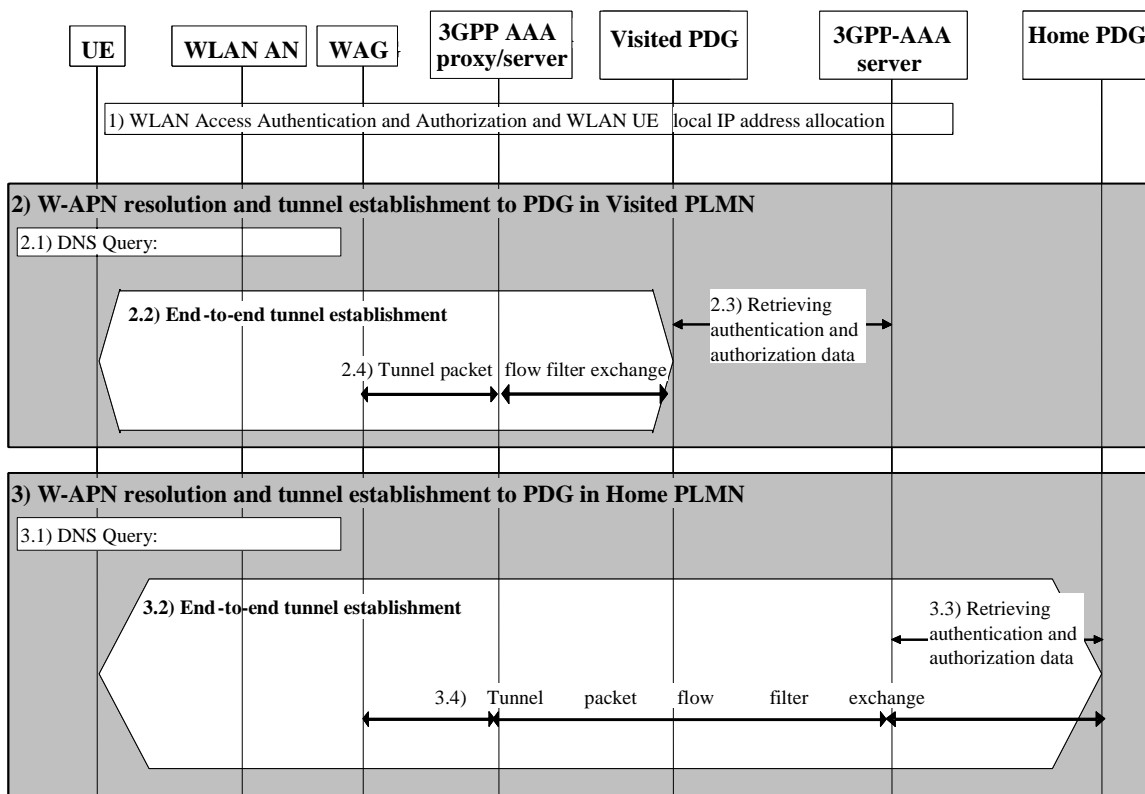 UE
WLAN AN
WAG
3GPP AAA
proxy/server
Visited PDG
3GPP-AAA
server
Home PDG
1) WLAN Access Authentication and Authorization and WLAN UE local IP address allocation
2) W-APN resolution and tunnel establishment to PDG in Visited PLMN
2.1) DNS Query:
2.2) End-to-end tunnel establishment
2.3) Retrieving
authentication and
authorization data
2.4) Tunnel packet flow filter exchange
3) W-APN resolution and tunnel establishment to PDG in Home PLMN
3.1) DNS Query:
3.2) End-to-end tunnel establishment
3.3) Retrieving
authentication and
authorization data
3.4) Tunnel packet flow filter exchange